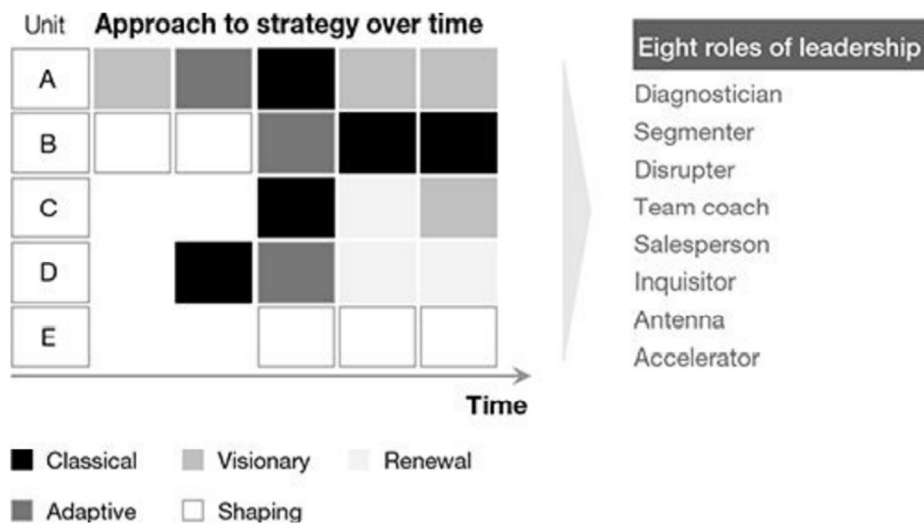 Unit Approach to strategy over time
A
B
C
D
E
Time
Classical Visionary Renewal
Adaptive Shaping
Eight roles of leadership
Diagnostician
Segmenter
Disrupter
Team coach
Salesperson
Inquisitor
Antenna
Accelerator